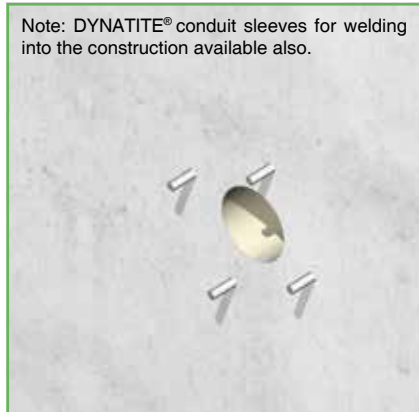 Note: DYNATITE® conduit sleeves for welding
into the construction available also.